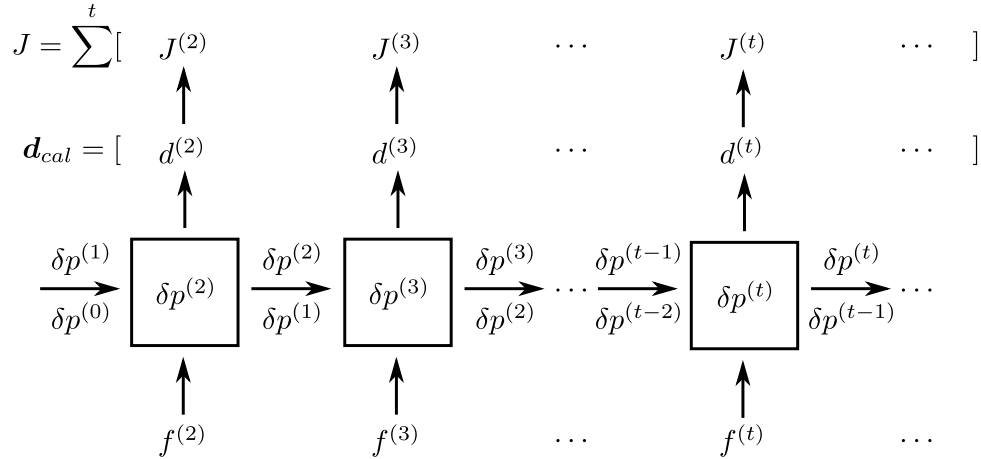 J = ∑ᵗ [ J⁽²⁾ J⁽³⁾ ⋯ J⁽ᵗ⁾ ⋯ ]
𝒅_cal = [ d⁽²⁾ d⁽³⁾ ⋯ d⁽ᵗ⁾ ⋯ ]
δp⁽¹⁾ δp⁽²⁾ δp⁽³⁾ δp⁽ᵗ⁻¹⁾ δp⁽ᵗ⁾
δp⁽²⁾ δp⁽³⁾ ⋯ δp⁽ᵗ⁾ ⋯
δp⁽⁰⁾ δp⁽¹⁾ δp⁽²⁾ δp⁽ᵗ⁻²⁾ δp⁽ᵗ⁻¹⁾
f⁽²⁾ f⁽³⁾ ⋯ f⁽ᵗ⁾ ⋯